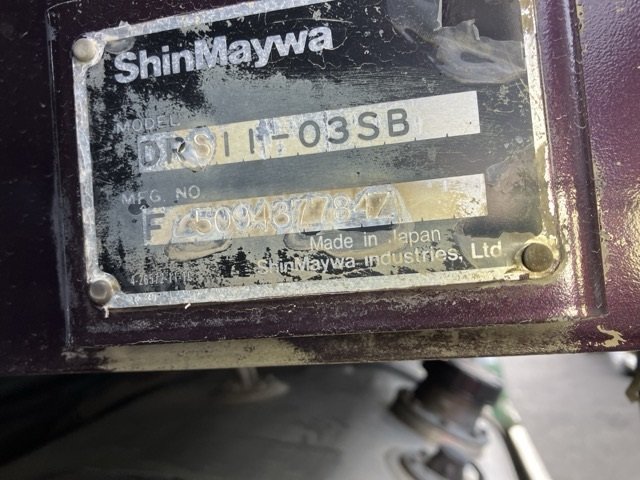 ShinMaywa
MODEL
DRS11-03SB
MFG. NO
Made in Japan
ShinMaywa Industries, Ltd.